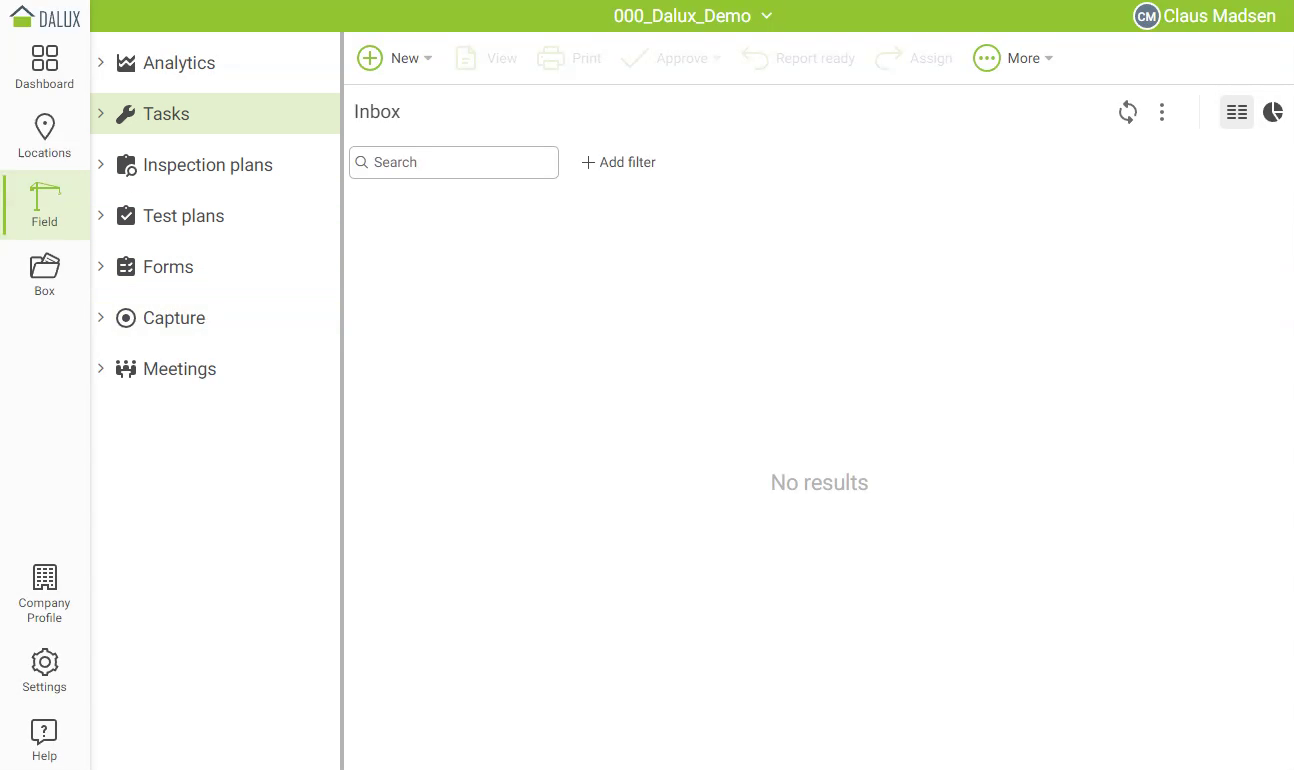 DALUX
000_Dalux_Demo
CM Claus Madsen
Dashboard
Locations
Field
Box
Company
Profile
Settings
Help
Analytics
Tasks
Inspection plans
Test plans
Forms
Capture
Meetings
New
View
Print
Approve
Report ready
Assign
More
Inbox
Search
Add filter
No results